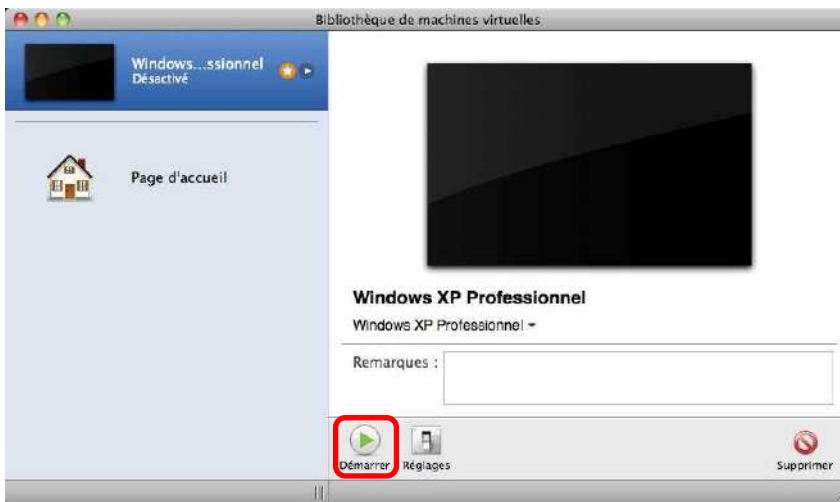 Bibliothèque de machines virtuelles
Windows...ssionnel
Désactivé
Page d'accueil
Windows XP Professionnel
Windows XP Professionnel
Remarques :
Démarrer
Réglages
Supprimer